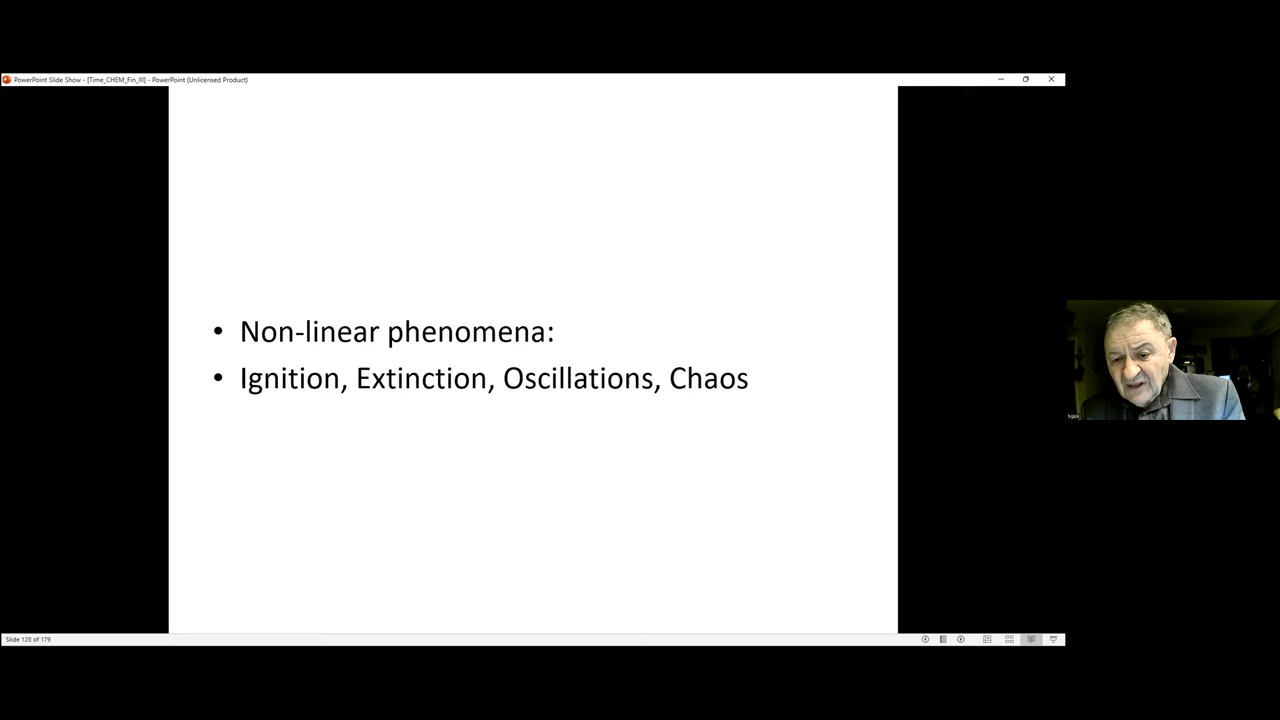 PowerPoint Slide Show - [Time_CHEM_Fin_III] - PowerPoint (Unlicensed Product)
• Non-linear phenomena:
• Ignition, Extinction, Oscillations, Chaos
Slide 128 of 179